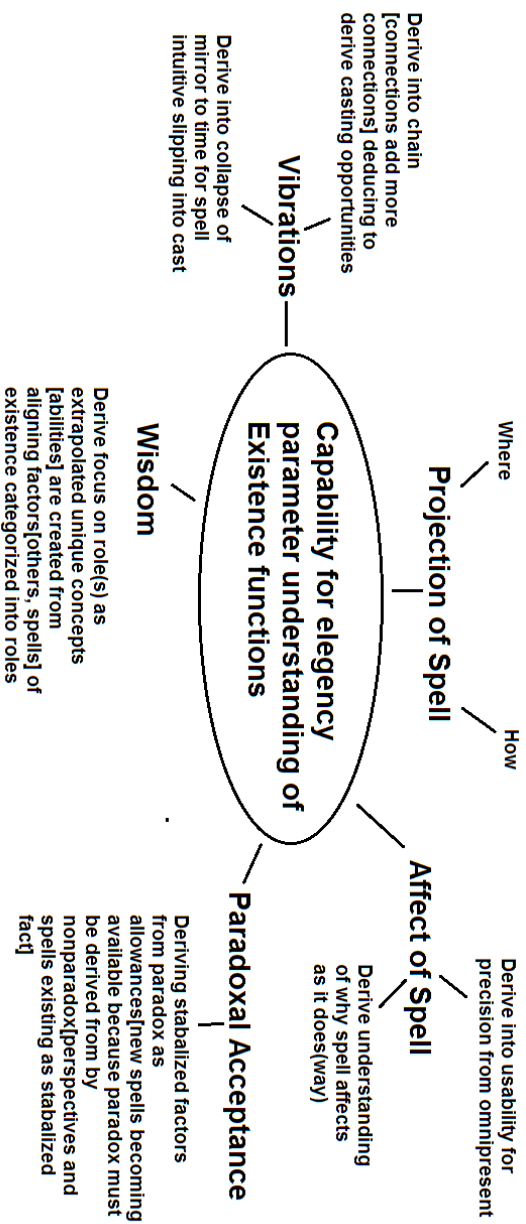 Where
How
Projection of Spell
Derive into usability for
precision from omnipresent
Affect of Spell
Derive understanding
of why spell affects
as it does(way)
Derive into chain
[connections add more
connections] deducing to
derive casting opportunities
Vibrations
Derive into collapse of
mirror to time for spell
intuitive slipping into cast
Capability for elegency
parameter understanding of
Existence functions
Wisdom
Derive focus on role(s) as
extrapolated unique concepts
[abilities] are created from
aligning factors[others, spells] of
existence categorized into roles
Paradoxal Acceptance
Deriving stabalized factors
from paradox as
allowances[new spells becoming
available because paradox must
be derived from by
nonparadox[perspectives and
spells existing as stabalized
fact]